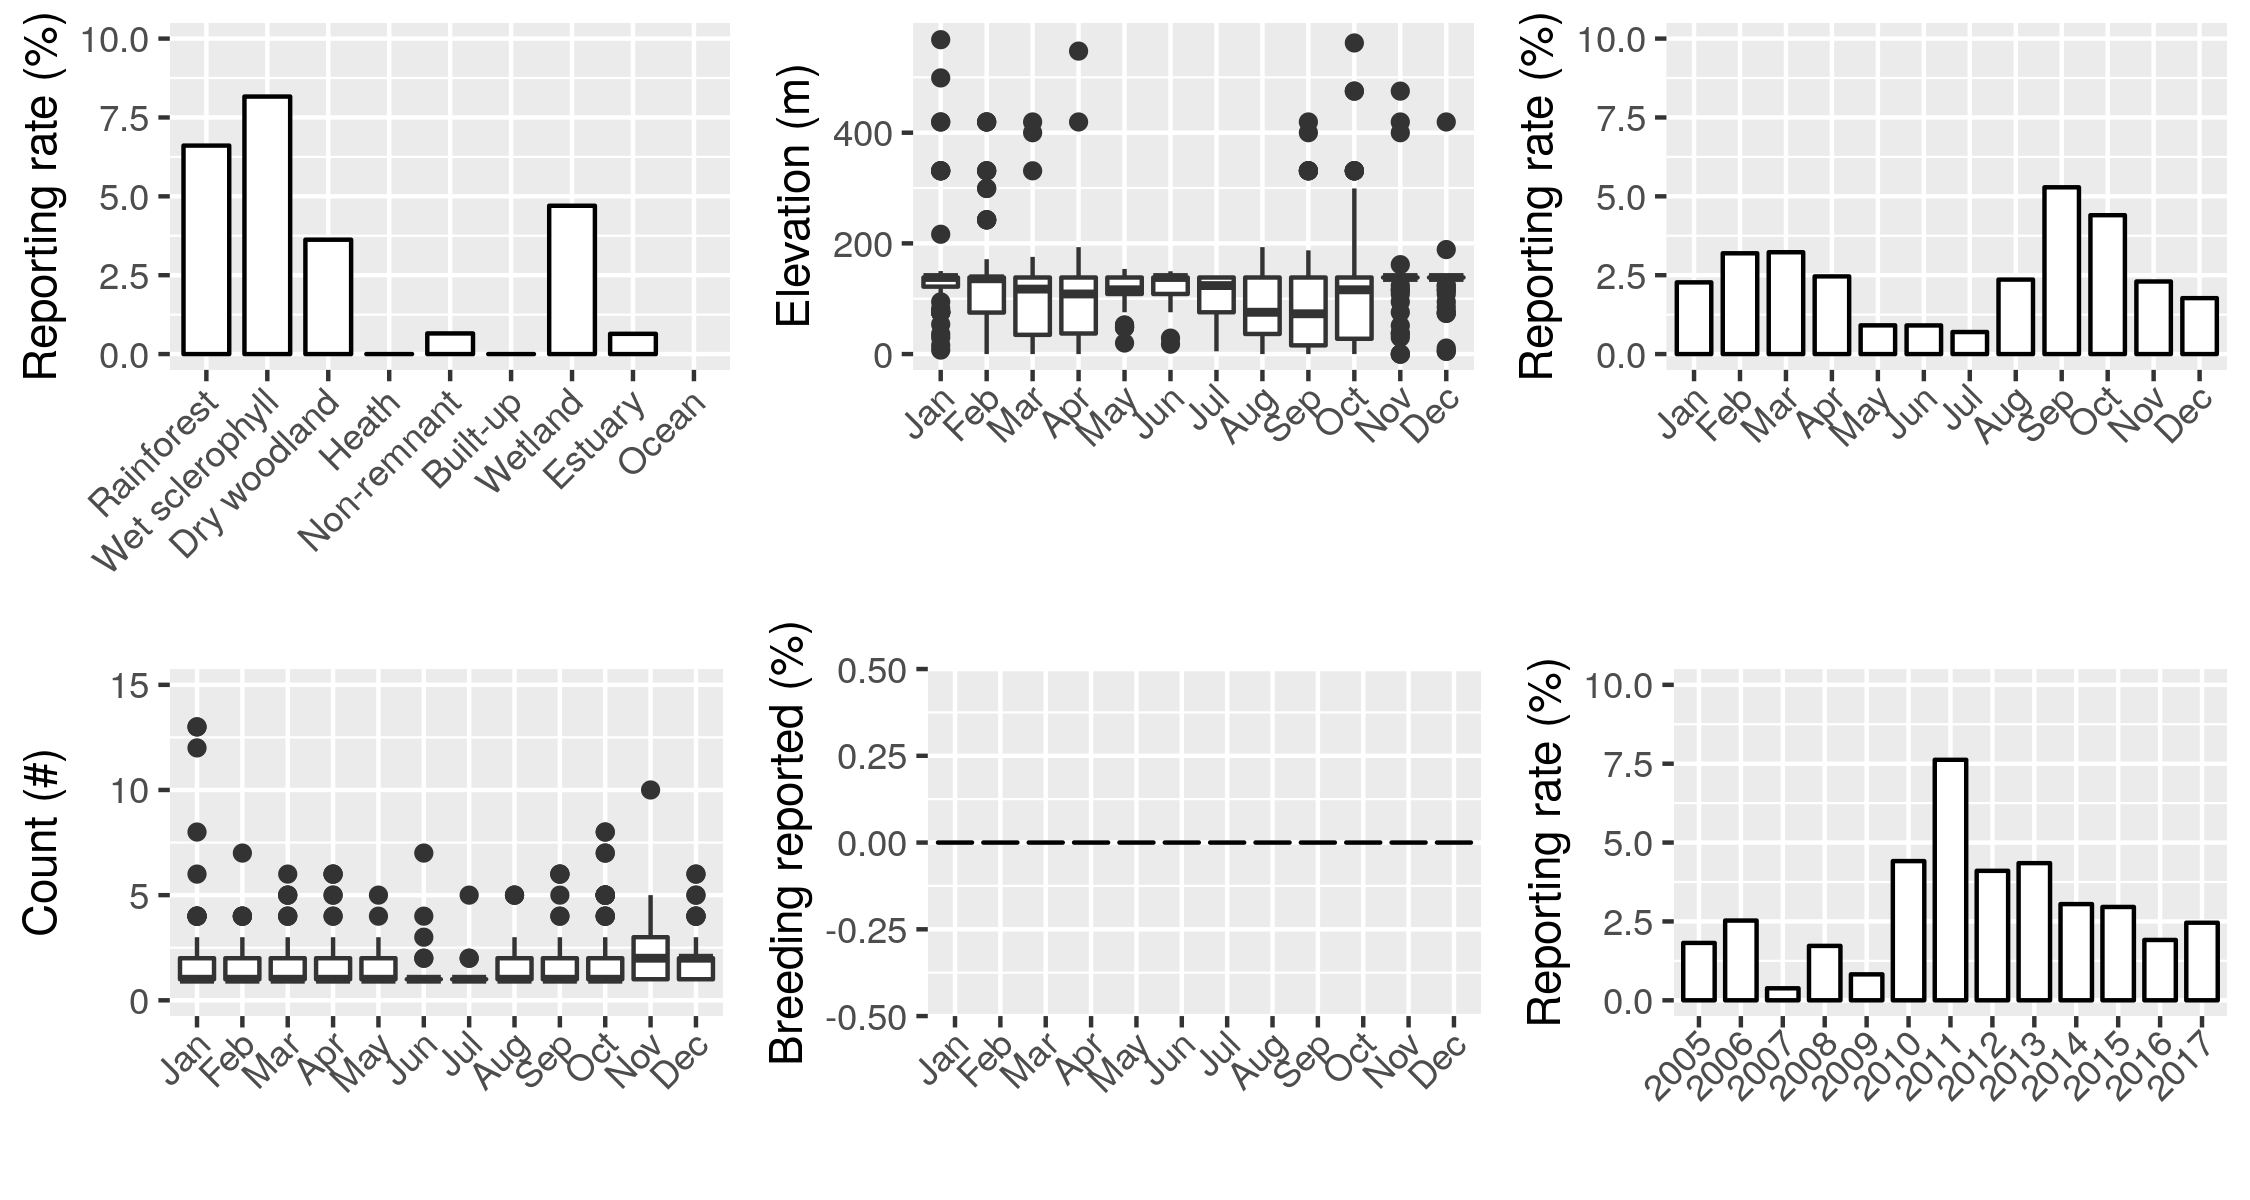 Reporting rate (%)
10.0
7.5
5.0
2.5
0.0
Rainforest
Wet sclerophyll
Dry woodland
Heath
Non-remnant
Built-up
Wetland
Estuary
Ocean
Elevation (m)
400
200
0
Jan
Feb
Mar
Apr
May
Jun
Jul
Aug
Sep
Oct
Nov
Dec
Reporting rate (%)
10.0
7.5
5.0
2.5
0.0
Jan
Feb
Mar
Apr
May
Jun
Jul
Aug
Sep
Oct
Nov
Dec
Count (#)
15
10
5
0
Jan
Feb
Mar
Apr
May
Jun
Jul
Aug
Sep
Oct
Nov
Dec
Breeding reported (%)
0.50
0.25
0.00
-0.25
-0.50
Jan
Feb
Mar
Apr
May
Jun
Jul
Aug
Sep
Oct
Nov
Dec
Reporting rate (%)
10.0
7.5
5.0
2.5
0.0
2005
2006
2007
2008
2009
2010
2011
2012
2013
2014
2015
2016
2017